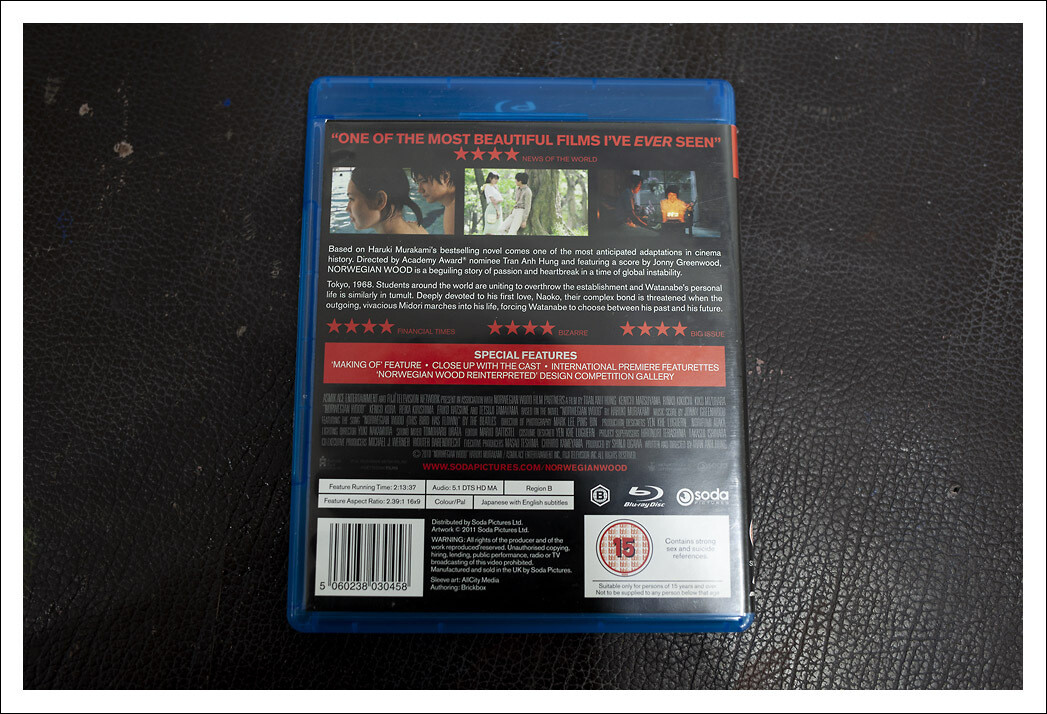 “ONE OF THE MOST BEAUTIFUL FILMS I'VE EVER SEEN”
★★★★ NEWS OF THE WORLD
Based on Haruki Murakami's bestselling novel comes one of the most anticipated adaptations in cinema
history. Directed by Academy Award® nominee Tran Anh Hung and featuring a score by Jonny Greenwood,
NORWEGIAN WOOD is a beguiling story of passion and heartbreak in a time of global instability.
Tokyo, 1968. Students around the world are uniting to overthrow the establishment and Watanabe's personal
life is similarly in tumult. Deeply devoted to his first love, Naoko, their complex bond is threatened when the
outgoing, vivacious Midori marches into his life, forcing Watanabe to choose between his past and his future.
★★★★ FINANCIAL TIMES ★★★★ BIZARRE ★★★★ BIG ISSUE
SPECIAL FEATURES
‘MAKING OF’ FEATURE • CLOSE UP WITH THE CAST • INTERNATIONAL PREMIERE FEATURETTES
‘NORWEGIAN WOOD REINTERPRETED’ DESIGN COMPETITION GALLERY
WWW.SODAPICTURES.COM/NORWEGIANWOOD
Feature Running Time: 2:13:37 Audio: 5.1 DTS HD MA Region B
Feature Aspect Ratio: 2.39:1 16x9 Colour/Pal Japanese with English subtitles
B Blu-ray Disc soda PICTURES
Distributed by Soda Pictures Ltd.
Artwork © 2011 Soda Pictures Ltd.
WARNING: All rights of the producer and of the
work reproduced reserved. Unauthorised copying,
hiring, lending, public performance, radio or TV
broadcasting of this video prohibited.
Manufactured and sold in the UK by Soda Pictures.
Sleeve art: AllCity Media
Authoring: Brickbox
5 060238 030458
15
Contains strong
sex and suicide
references.
Suitable only for persons of 15 years and over.
Not to be supplied to any person below that age.